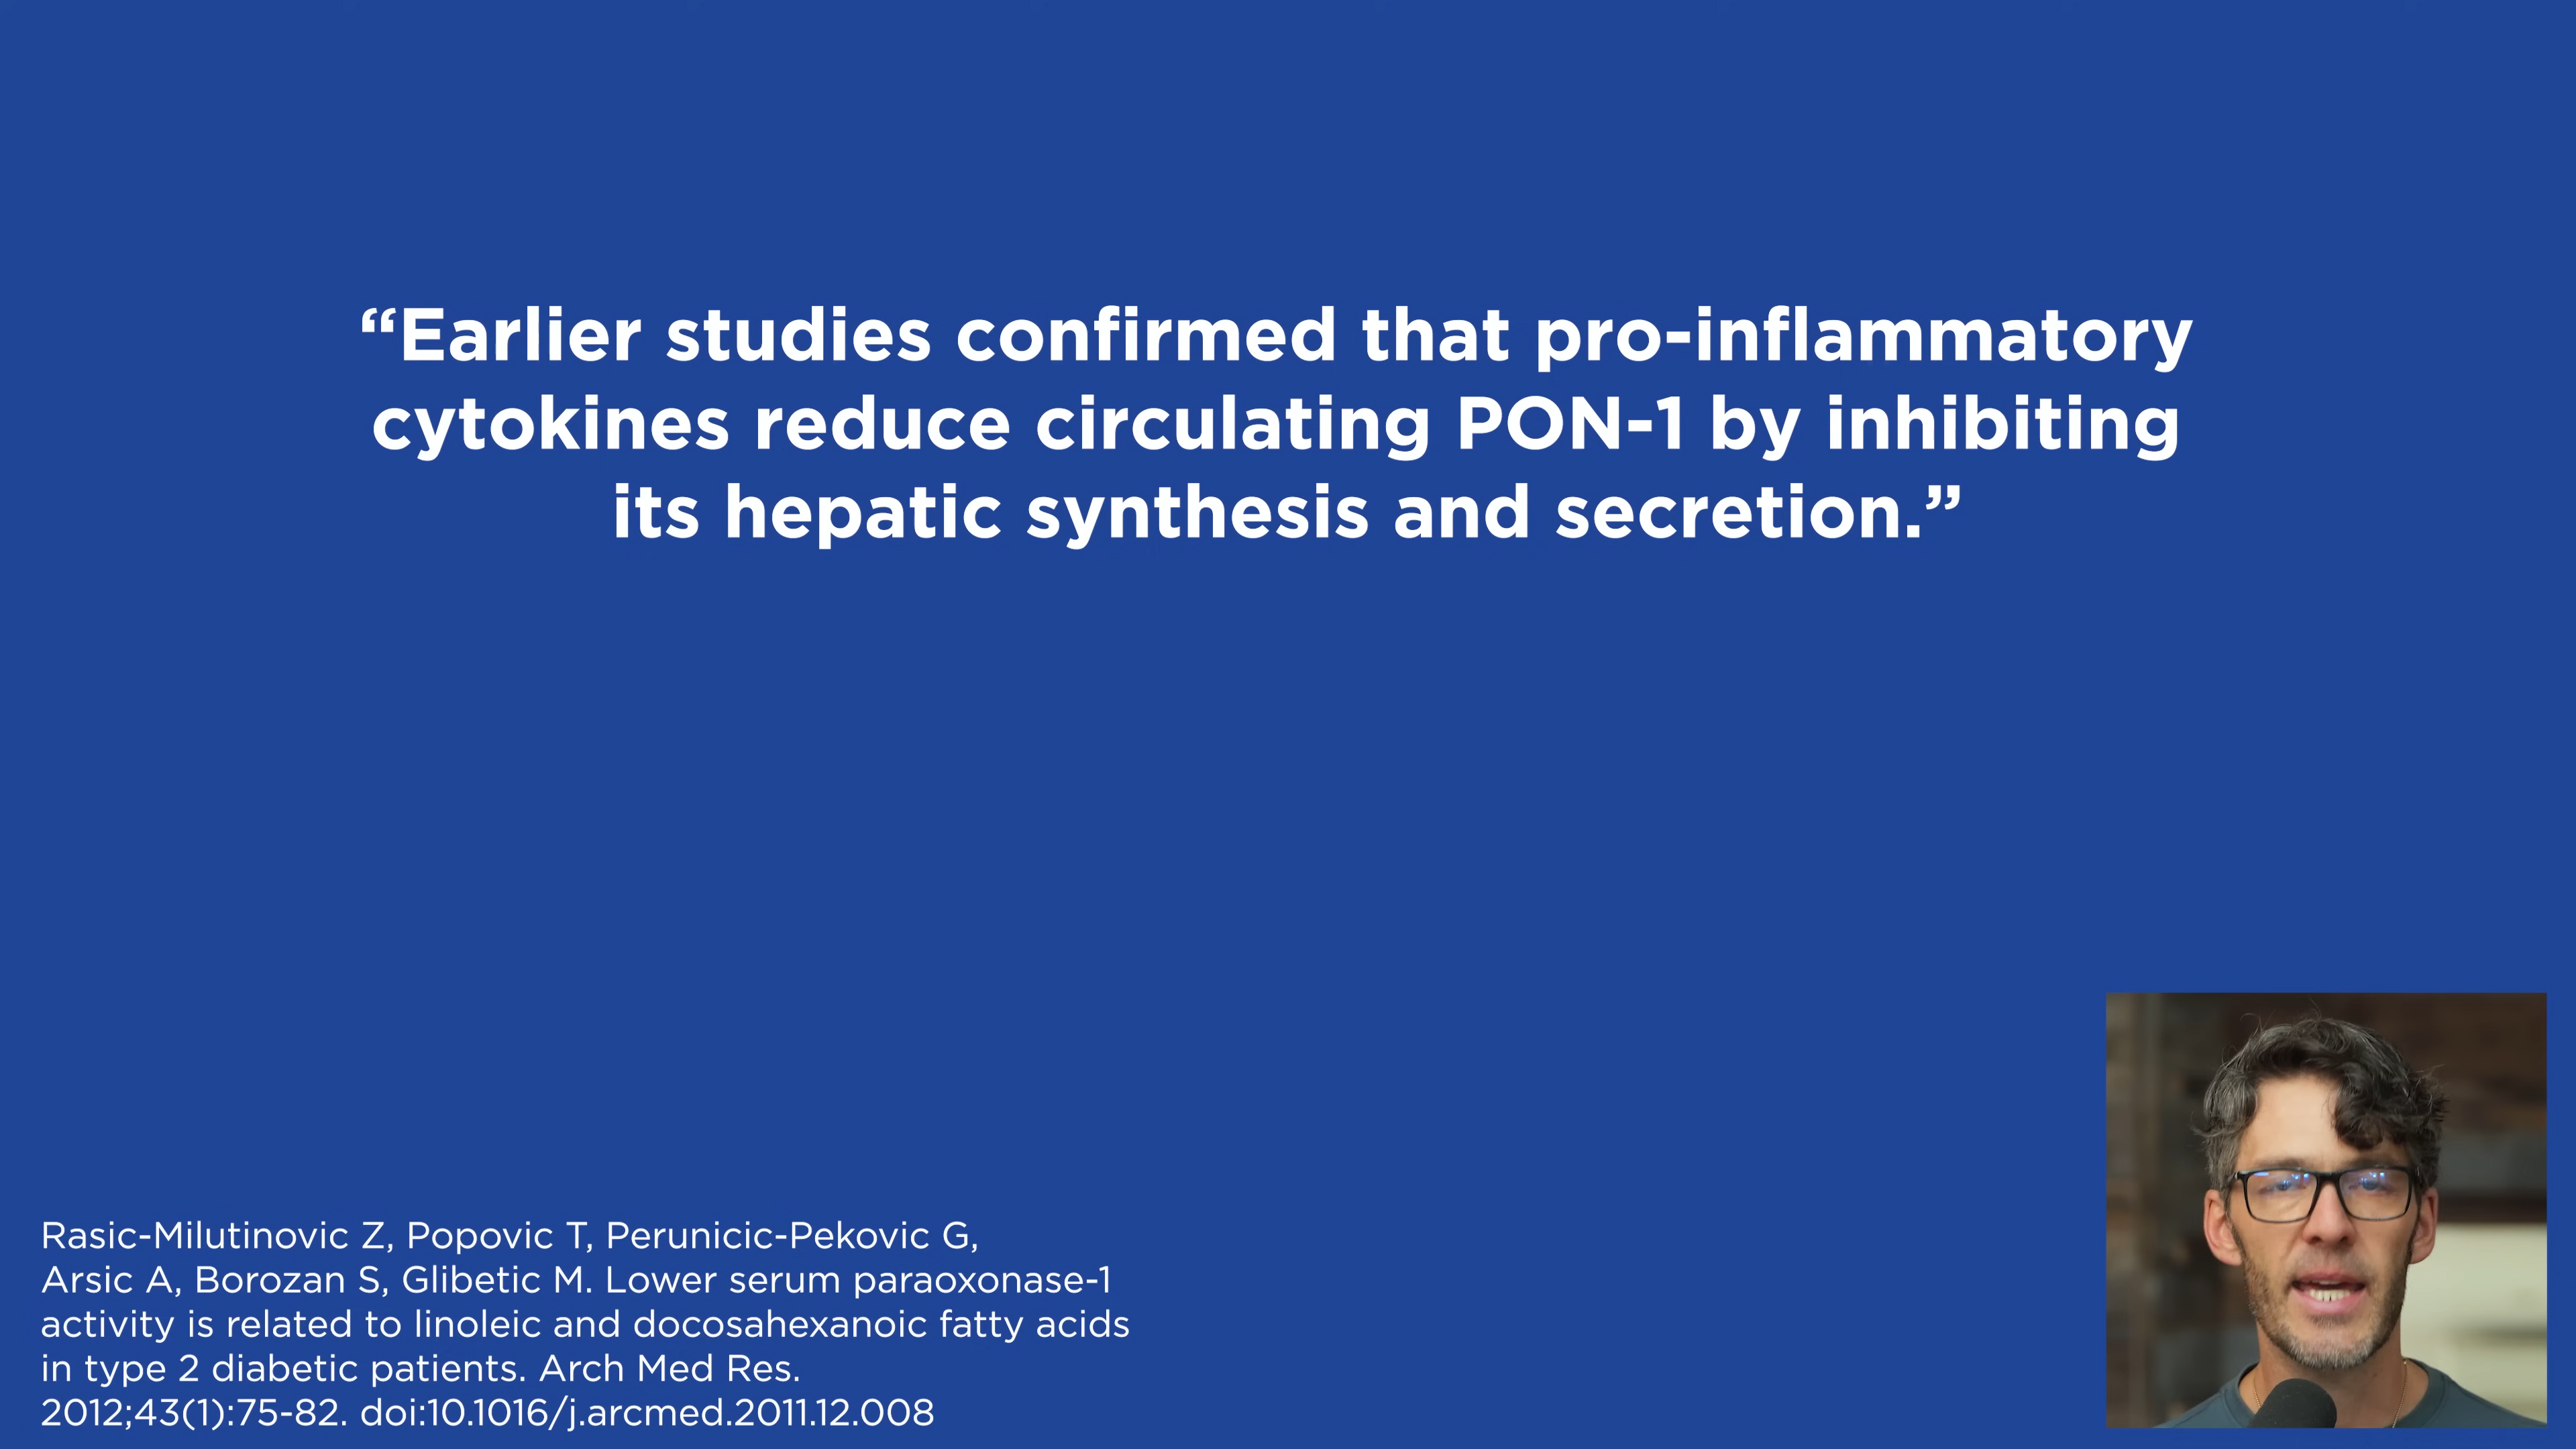 “Earlier studies confirmed that pro-inflammatory
cytokines reduce circulating PON-1 by inhibiting
its hepatic synthesis and secretion.”
Rasic-Milutinovic Z, Popovic T, Perunicic-Pekovic G,
Arsic A, Borozan S, Glibetic M. Lower serum paraoxonase-1
activity is related to linoleic and docosahexanoic fatty acids
in type 2 diabetic patients. Arch Med Res.
2012;43(1):75-82. doi:10.1016/j.arcmed.2011.12.008